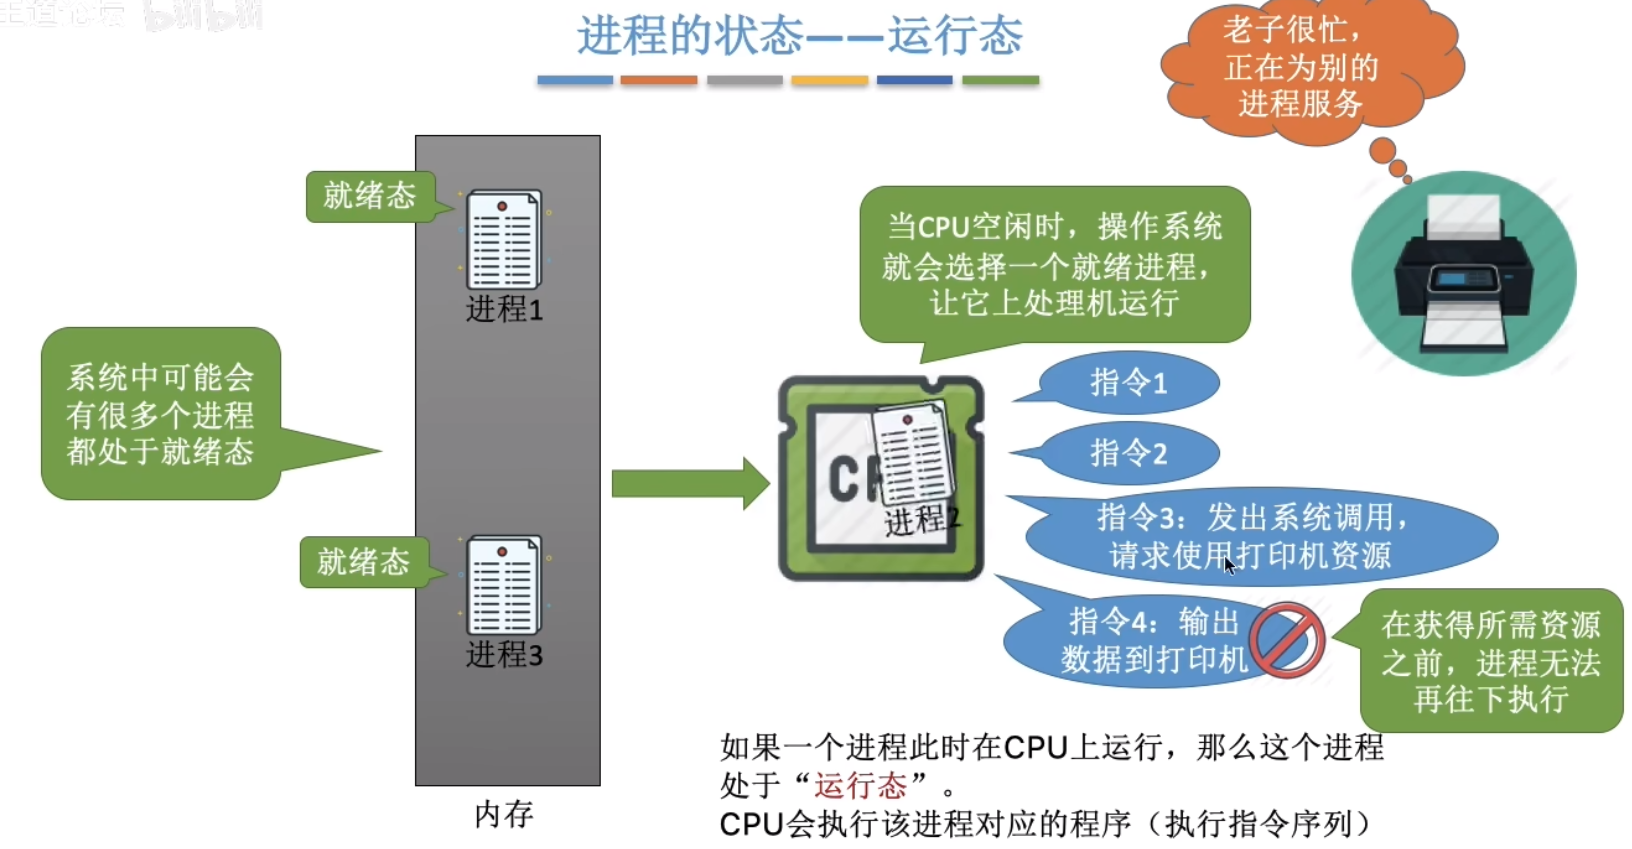 王道论坛 bilibili
进程的状态——运行态
老子很忙，
正在为别的
进程服务
就绪态
进程1
当CPU空闲时，操作系统
就会选择一个就绪进程，
让它上处理机运行
系统中可能会
有很多个进程
都处于就绪态
指令1
指令2
CP
进程2
指令3：发出系统调用，
请求使用打印机资源
就绪态
进程3
指令4：输出
数据到打印机
在获得所需资源
之前，进程无法
再往下执行
内存
如果一个进程此时在CPU上运行，那么这个进程
处于“运行态”。
CPU会执行该进程对应的程序（执行指令序列）